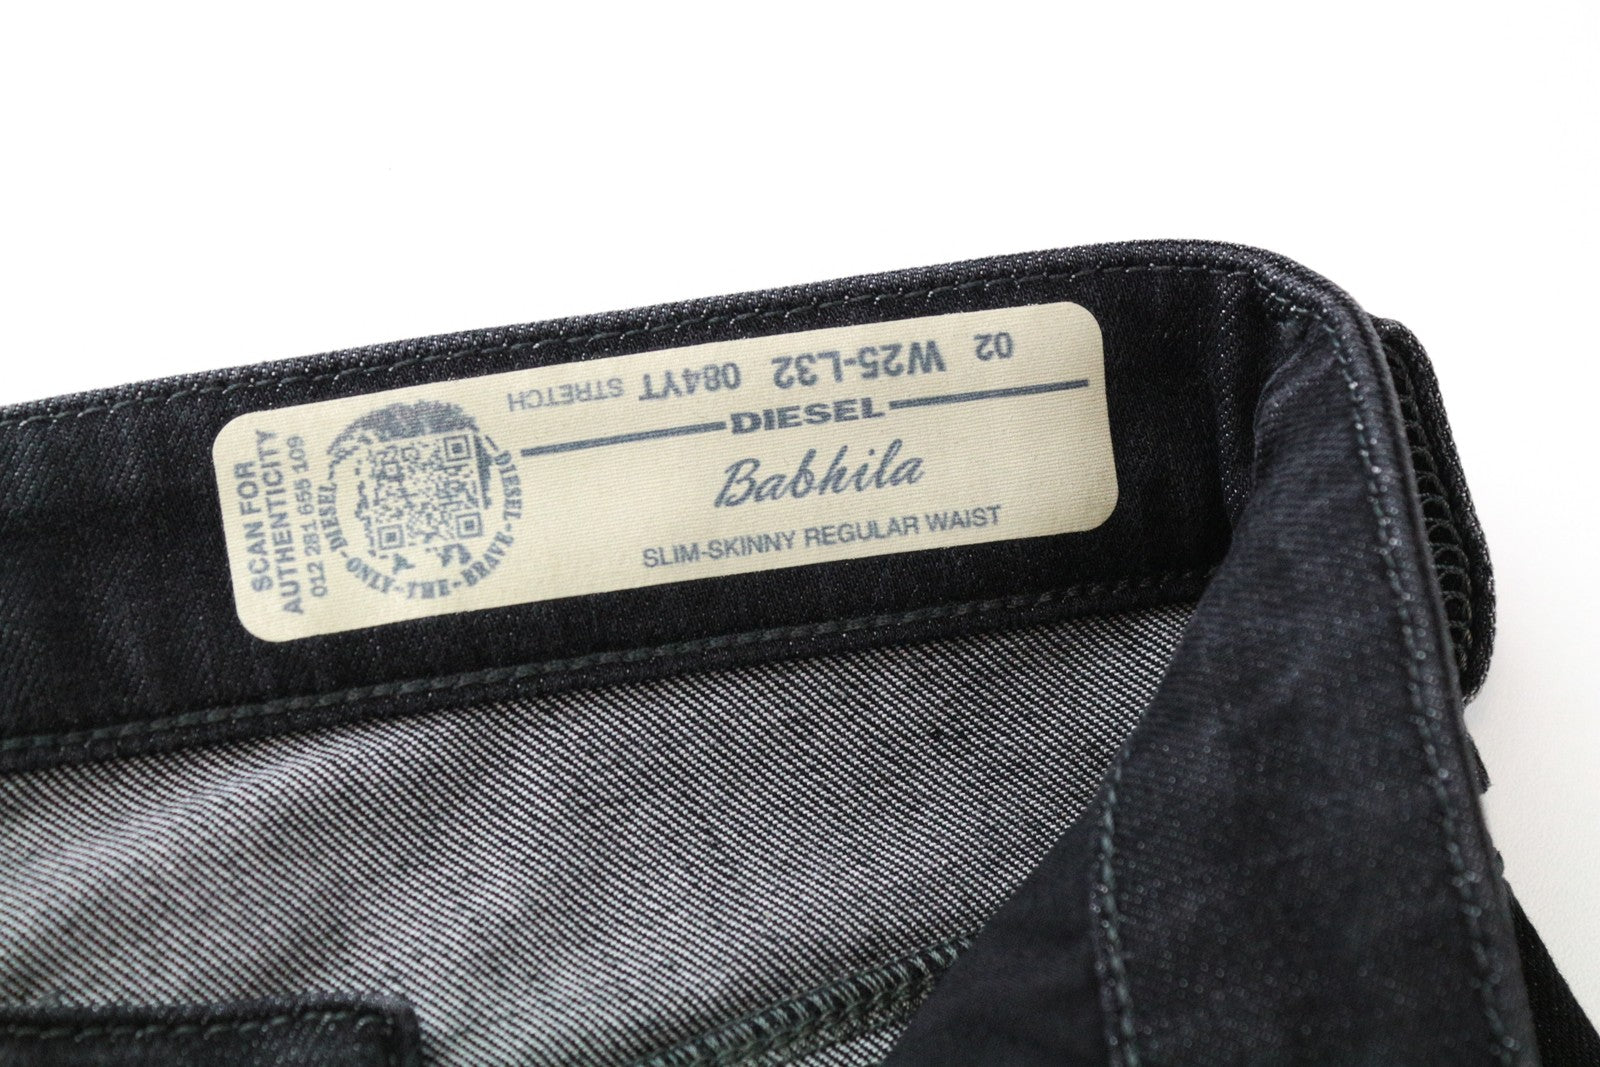 SCAN FOR
AUTHENTICITY
012 281 655 109
DIESEL-ONLY-THE-BRAVE-DIESEL
02 W25-L32 084YT STRETCH
DIESEL
Babhila
SLIM-SKINNY REGULAR WAIST